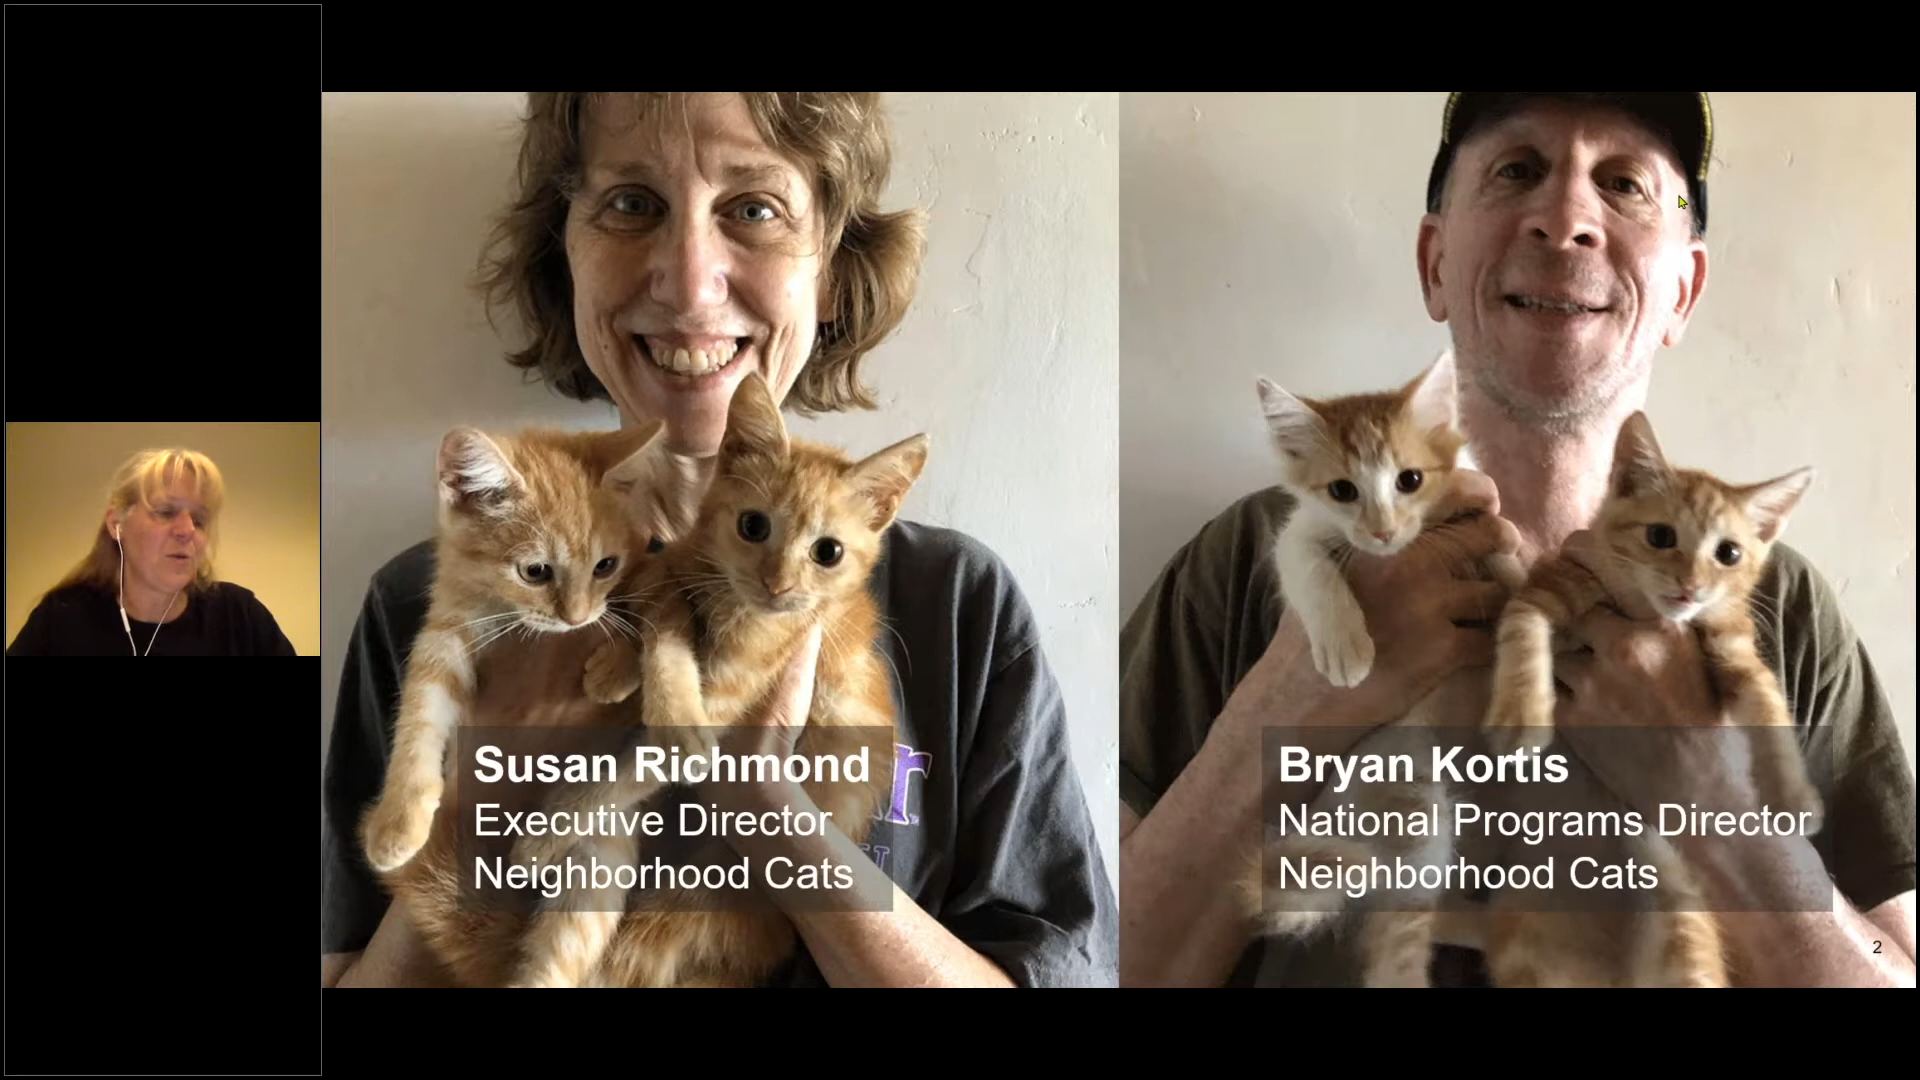 Susan Richmond
Executive Director
Neighborhood Cats
Bryan Kortis
National Programs Director
Neighborhood Cats
2